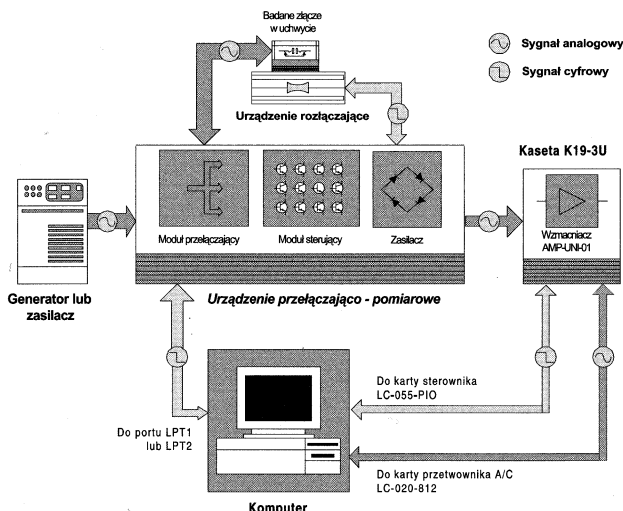 Badane złącze
w uchwycie
Sygnał analogowy
Sygnał cyfrowy
Urządzenie rozłączające
Kaseta K19-3U
Moduł przełączający
Moduł sterujący
Zasilacz
Wzmacniacz
AMP-UNI-01
Generator lub
zasilacz
Urządzenie przełączająco - pomiarowe
Do karty sterownika
LC-055-PIO
Do portu LPT1
lub LPT2
Do karty przetwownika A/C
LC-020-812
Komputer